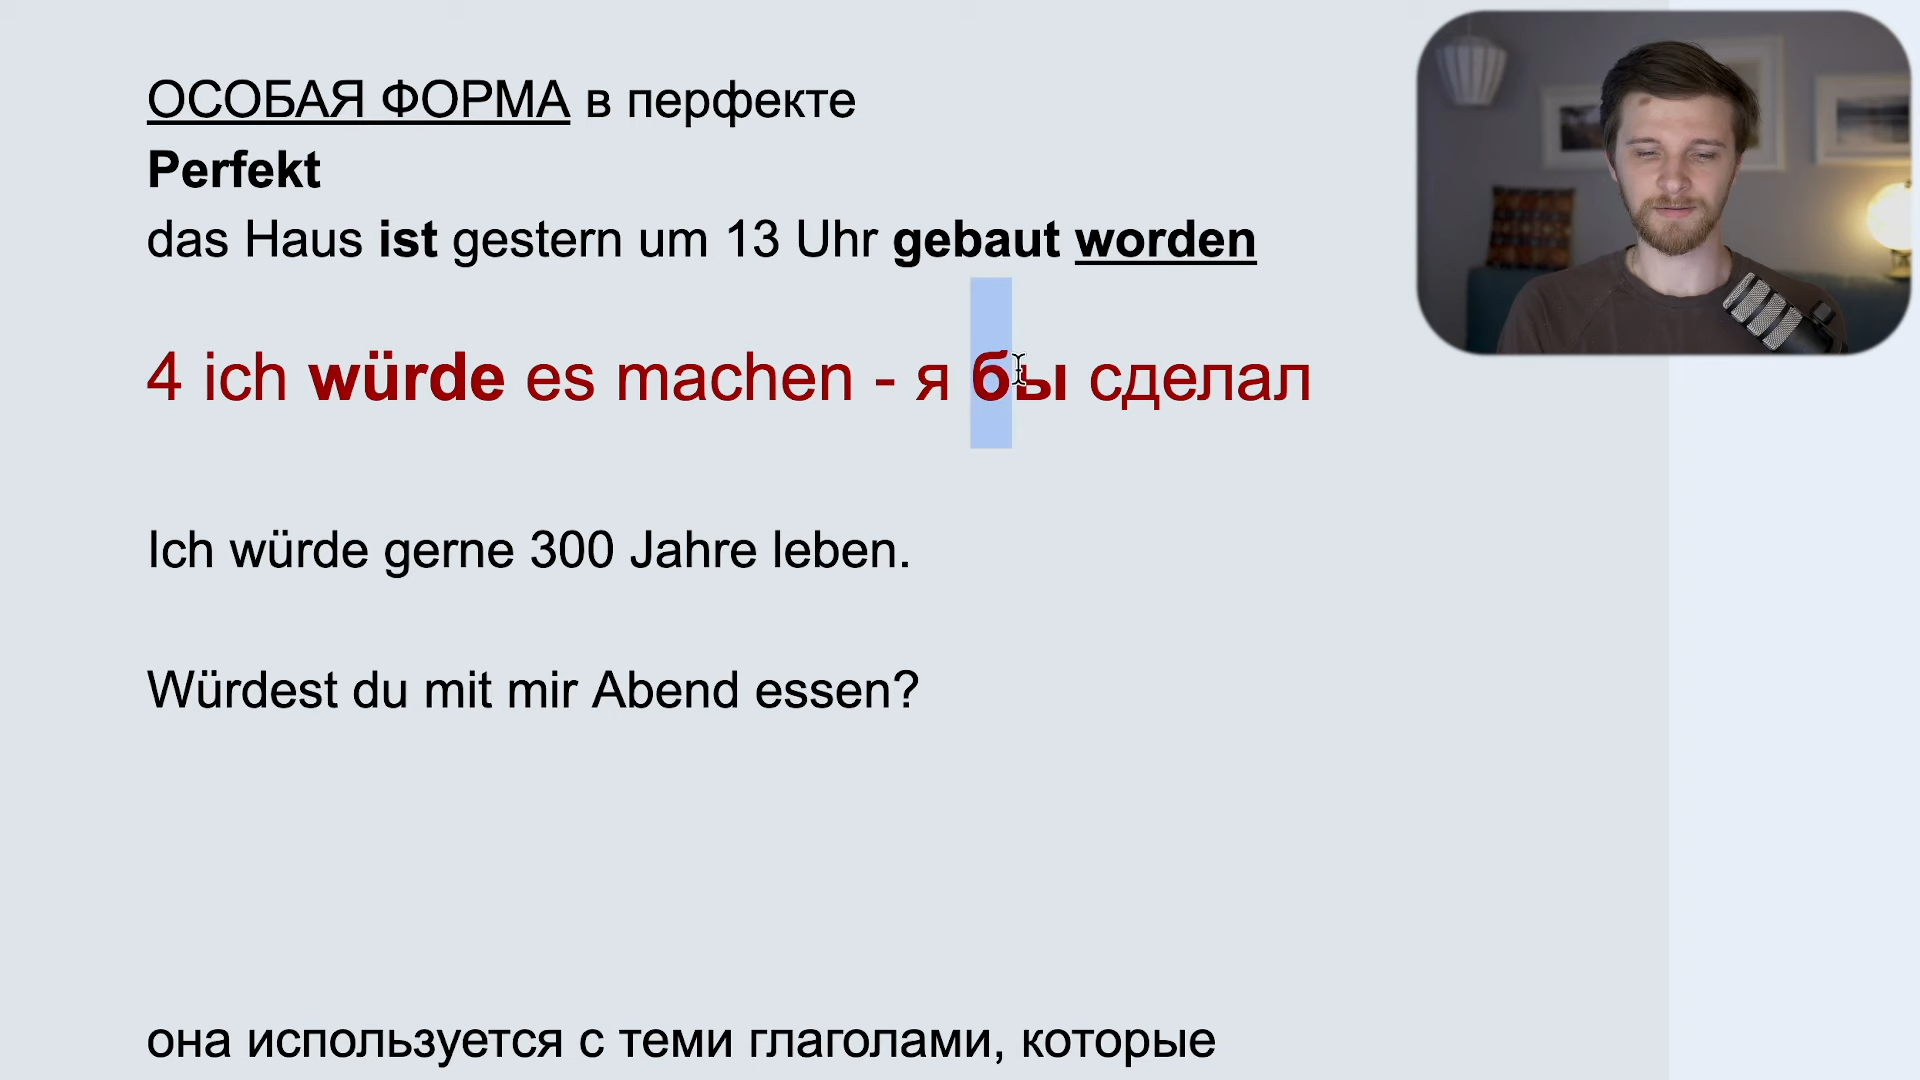 ОСОБАЯ ФОРМА в перфекте
Perfekt
das Haus ist gestern um 13 Uhr gebaut worden
4 ich würde es machen - я бы сделал
Ich würde gerne 300 Jahre leben.
Würdest du mit mir Abend essen?
она используется с теми глаголами, которые